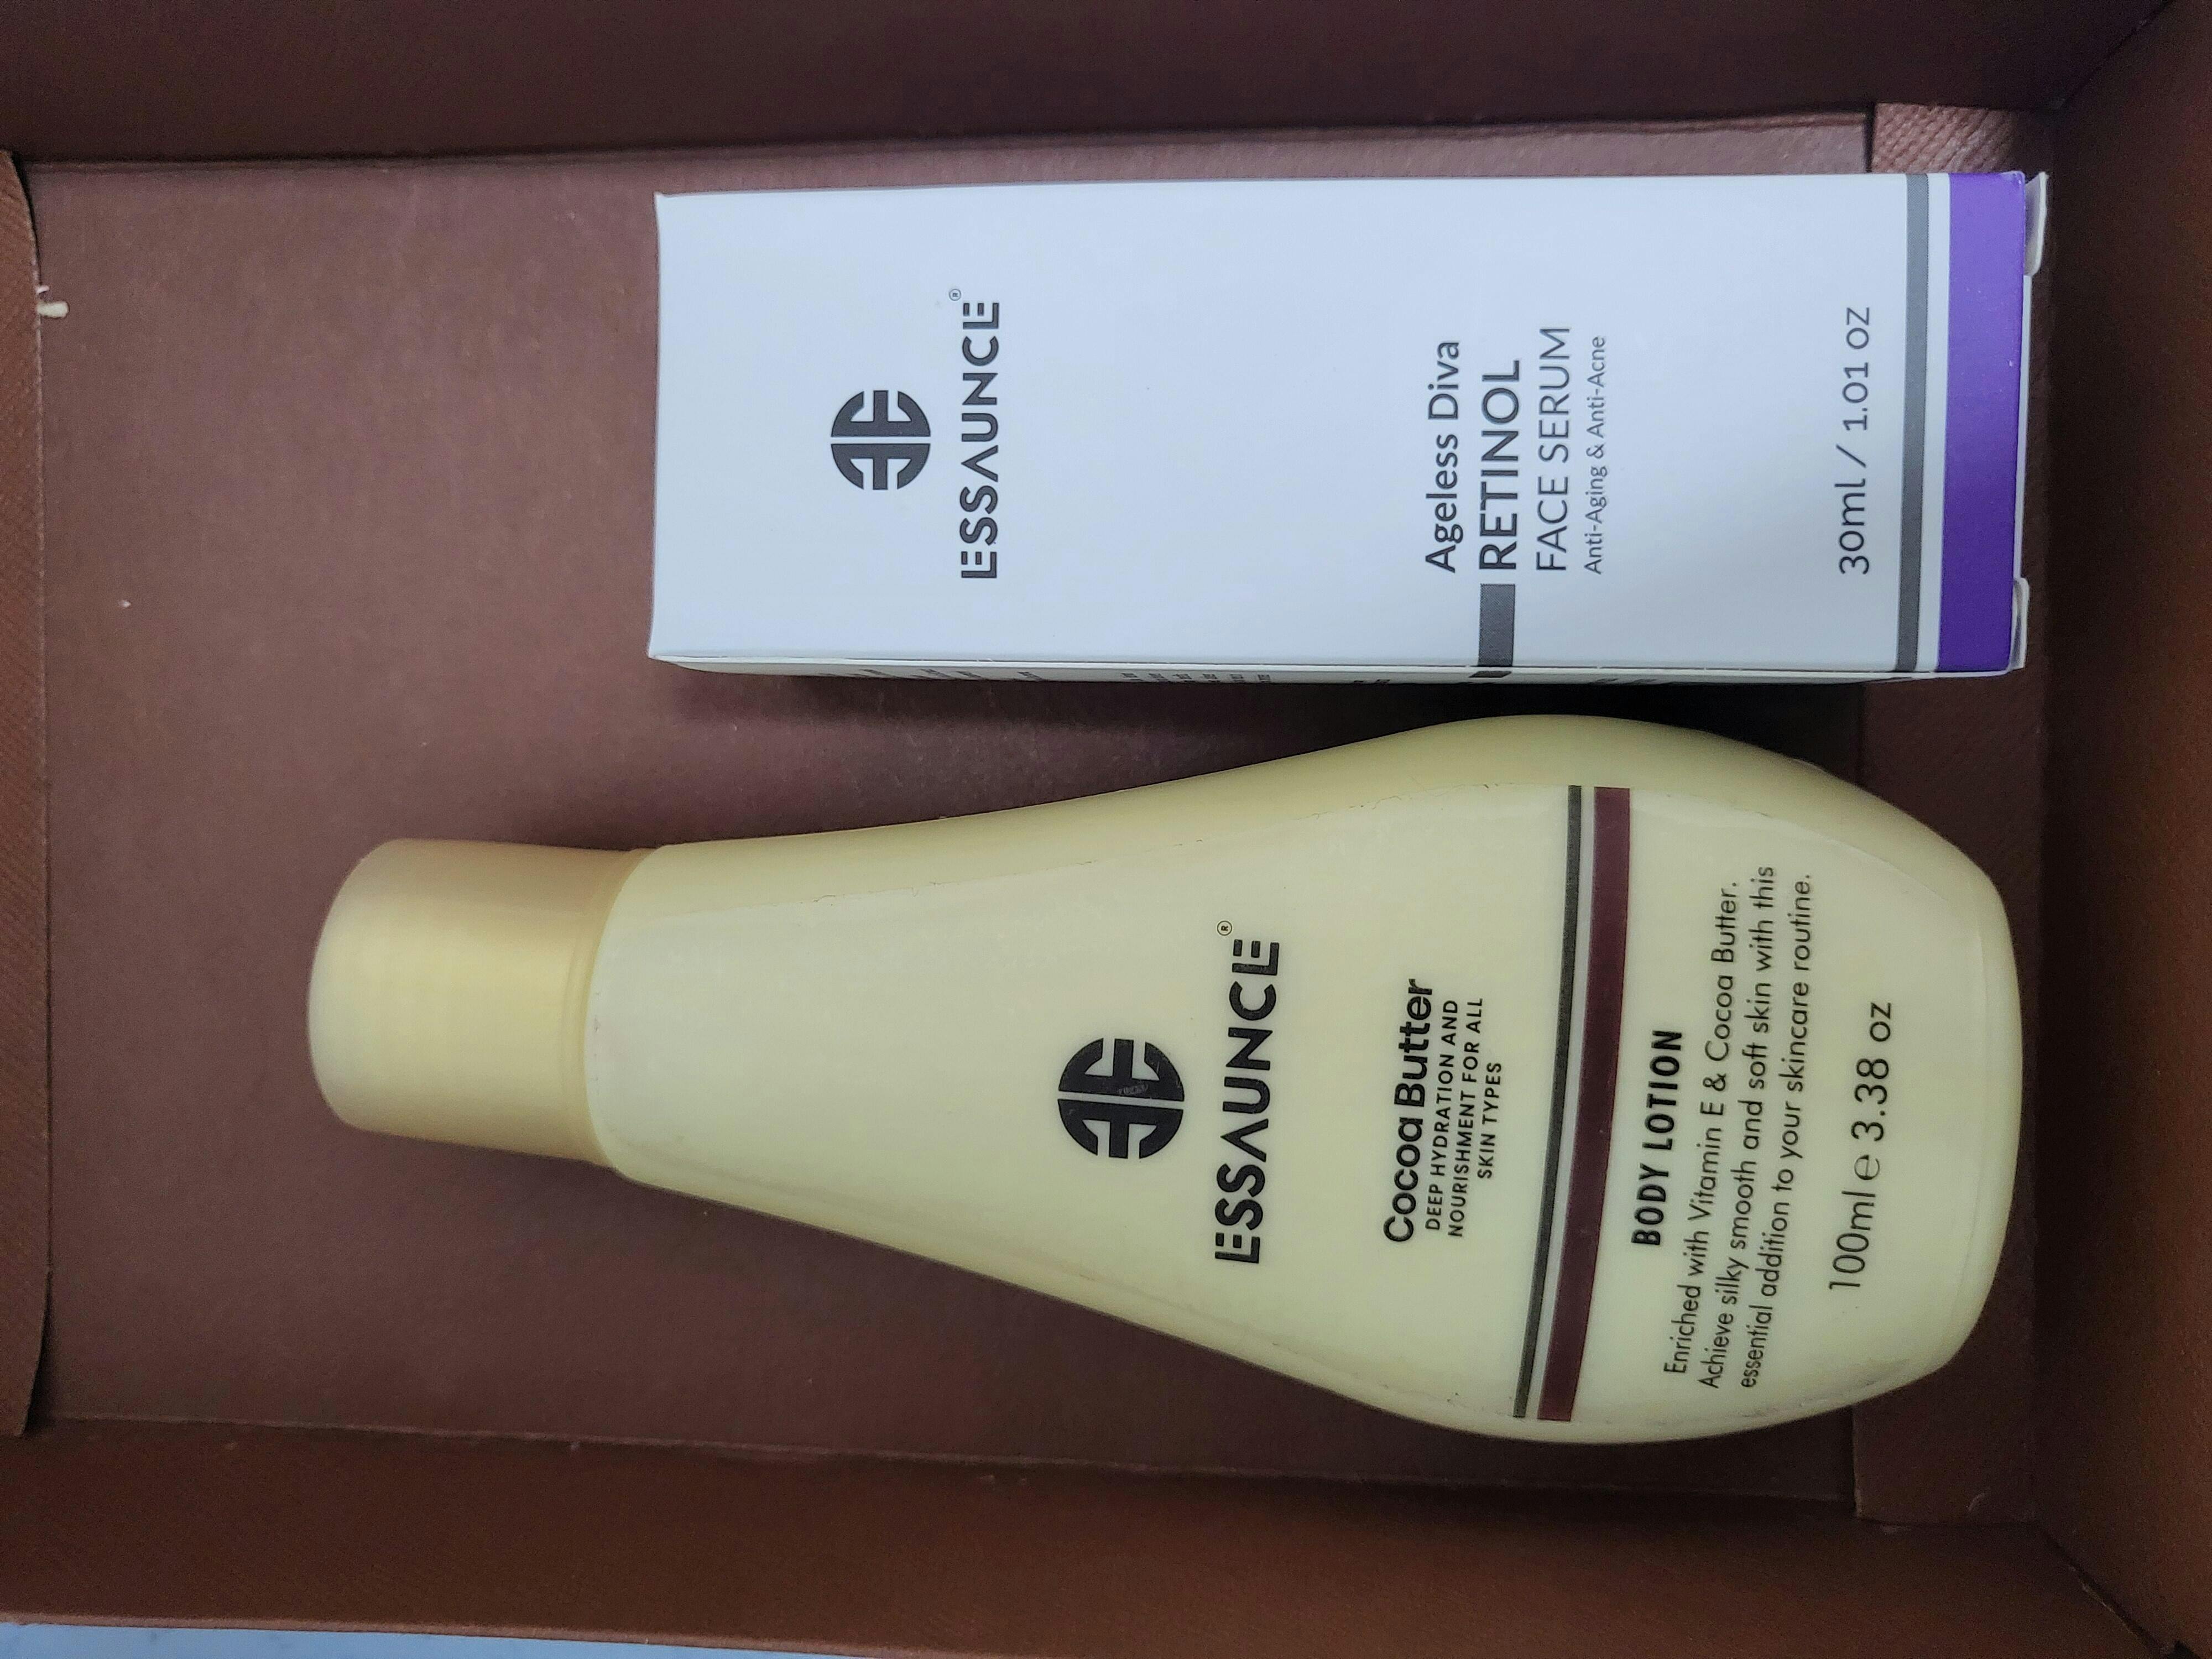 ESSAUNCE®
Ageless Diva
RETINOL
FACE SERUM
Anti-Aging & Anti-Acne
30ml / 1.01 OZ
ESSAUNCE®
Cocoa Butter
DEEP HYDRATION AND
NOURISHMENT FOR ALL
SKIN TYPES
BODY LOTION
Enriched with Vitamin E & Cocoa Butter.
Achieve silky smooth and soft skin with this
essential addition to your skincare routine.
100ml ℮ 3.38 oz